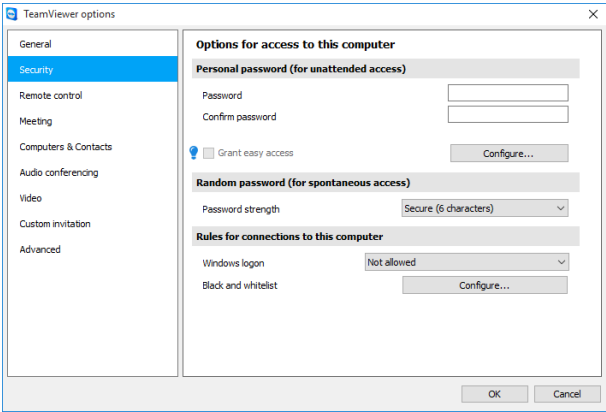 TeamViewer options
General
Security
Remote control
Meeting
Computers & Contacts
Audio conferencing
Video
Custom invitation
Advanced
Options for access to this computer
Personal password (for unattended access)
Password
Confirm password
Grant easy access
Configure...
Random password (for spontaneous access)
Password strength
Secure (6 characters)
Rules for connections to this computer
Windows logon
Not allowed
Black and whitelist
Configure...
OK
Cancel